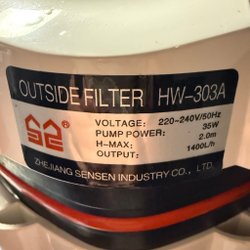 OUTSIDE FILTER HW-303A
VOLTAGE: 220~240V/50Hz
PUMP POWER: 35W
H-MAX: 2.0m
OUTPUT: 1400L/h
ZHEJIANG SENSEN INDUSTRY CO., LTD.